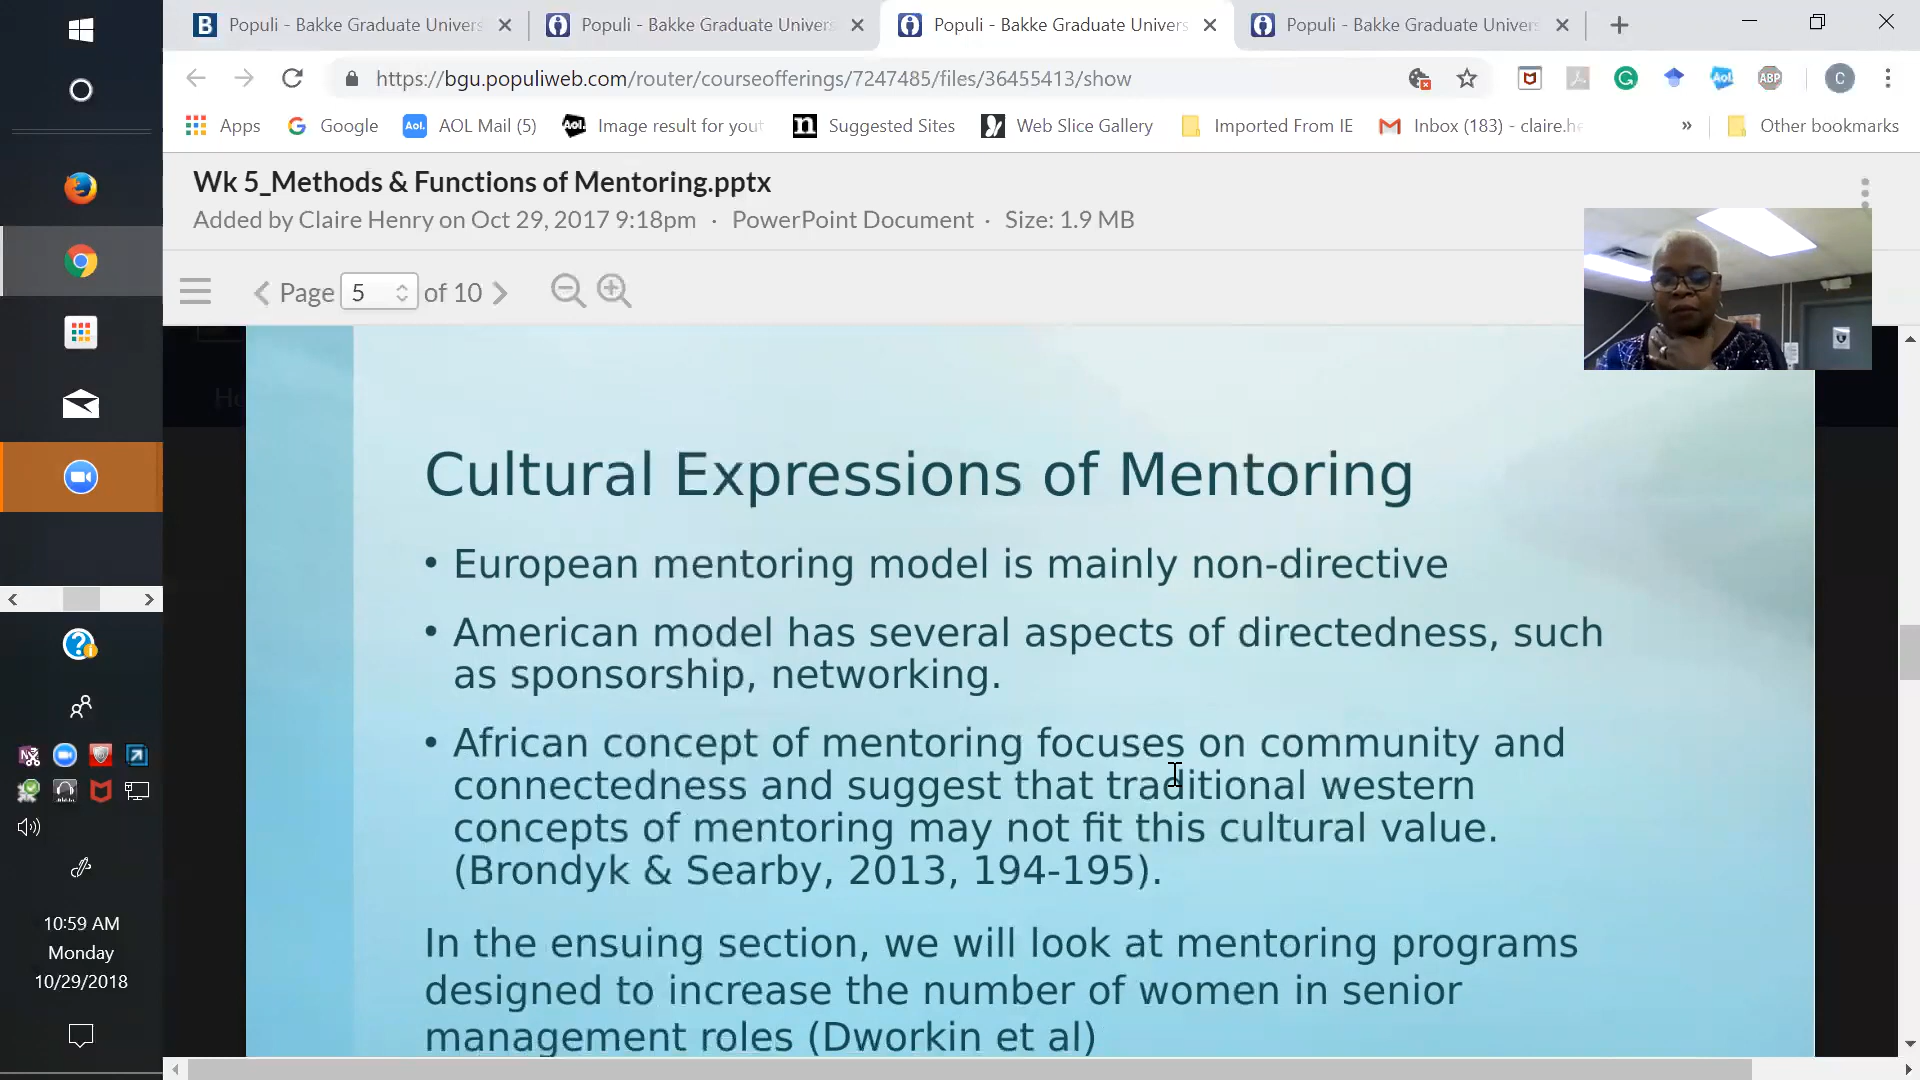 Populi - Bakke Graduate Univers
Populi - Bakke Graduate Univers
Populi - Bakke Graduate Univers
Populi - Bakke Graduate Univers
https://bgu.populiweb.com/router/courseofferings/7247485/files/36455413/show
Apps
Google
Aol.
AOL Mail (5)
Aol.
Image result for yout
Suggested Sites
Web Slice Gallery
Imported From IE
Inbox (183) - claire.he
»
Other bookmarks
Aol
ABP
C
Wk 5_Methods & Functions of Mentoring.pptx
Added by Claire Henry on Oct 29, 2017 9:18pm · PowerPoint Document · Size: 1.9 MB
Page 5 of 10
Cultural Expressions of Mentoring
• European mentoring model is mainly non-directive
• American model has several aspects of directedness, such
as sponsorship, networking.
• African concept of mentoring focuses on community and
connectedness and suggest that traditional western
concepts of mentoring may not fit this cultural value.
(Brondyk & Searby, 2013, 194-195).
In the ensuing section, we will look at mentoring programs
designed to increase the number of women in senior
management roles (Dworkin et al)
10:59 AM
Monday
10/29/2018